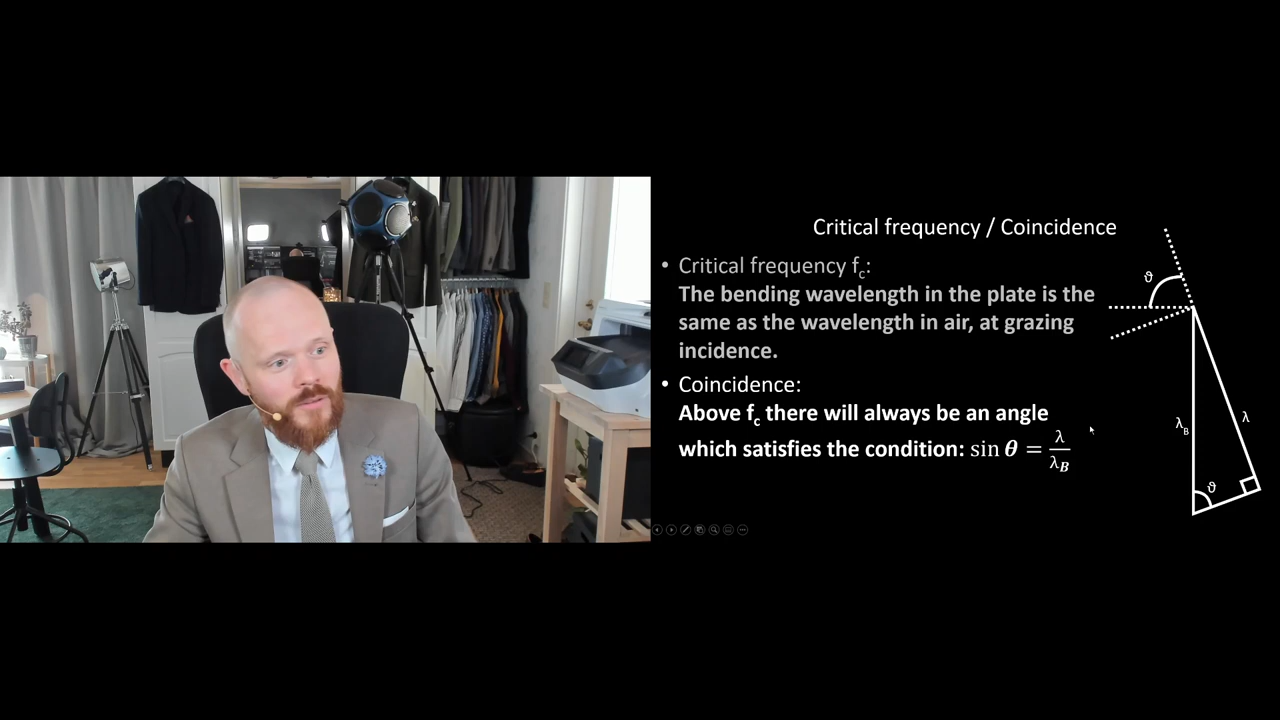 Critical frequency / Coincidence
• Critical frequency fc:
The bending wavelength in the plate is the
same as the wavelength in air, at grazing
incidence.
• Coincidence:
Above fc there will always be an angle
which satisfies the condition: sin θ = λ/λB
ϑ
λB
λ
ϑ